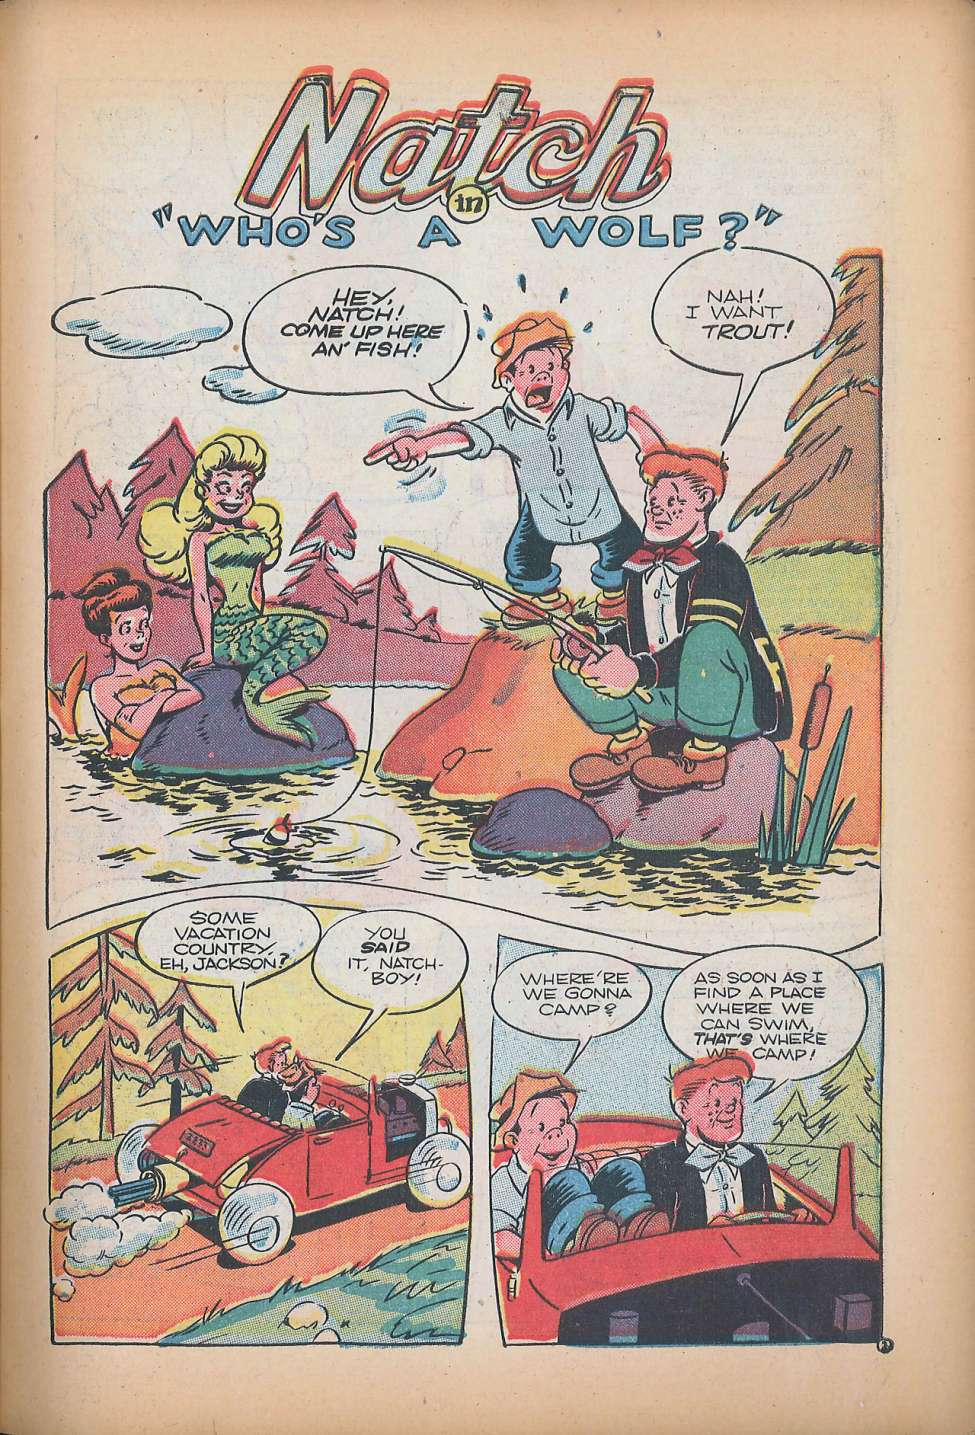 Natch
in
"WHO'S A WOLF?"
HEY,
NATCH!
COME UP HERE
AN' FISH!
NAH!
I WANT
TROUT!
SOME
VACATION
COUNTRY,
EH, JACKSON?
YOU
SAID
IT, NATCH-
BOY!
WHERE'RE
WE GONNA
CAMP?
AS SOON AS I
FIND A PLACE
WHERE WE
CAN SWIM,
THAT'S WHERE
WE CAMP!